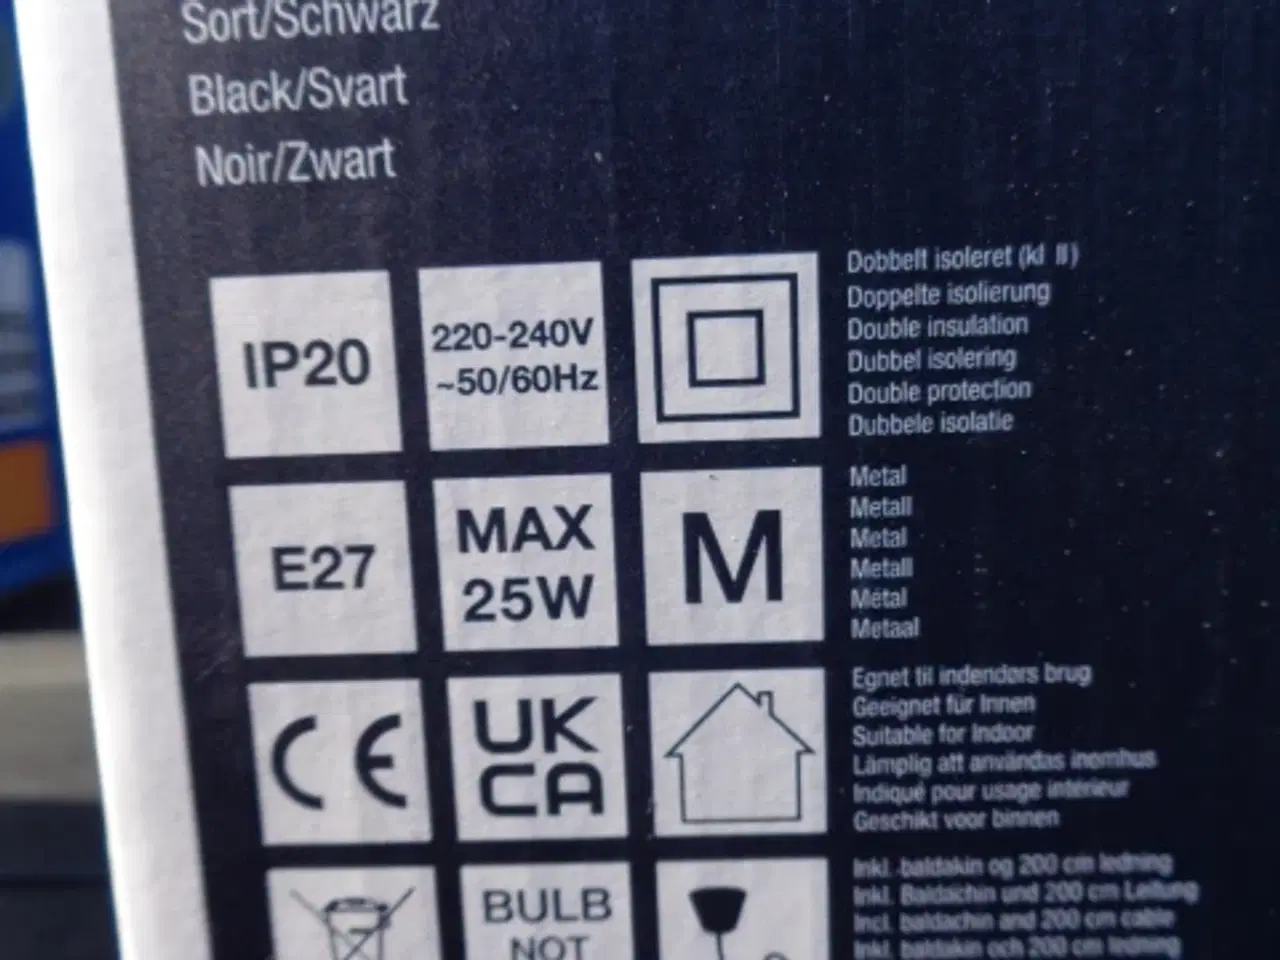 Sort/Schwarz
Black/Svart
Noir/Zwart
IP20
220-240V
~50/60Hz
Dobbelt isoleret (kl II)
Doppelte isolierung
Double insulation
Dubbel isolering
Double protection
Dubbele isolatie
E27
MAX
25W
M
Metal
Metall
Metal
Metall
Métal
Metaal
CE
UK
CA
Egnet til indendørs brug
Geeignet für Innen
Suitable for Indoor
Lämplig att användas inomhus
Indiqué pour usage intérieur
Geschikt voor binnen
BULB
NOT
Inkl. baldakin og 200 cm ledning
Inkl. Baldachin und 200 cm Leitung
Incl. baldachin and 200 cm cable
Inkl. baldakin och 200 cm ledning